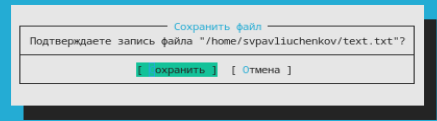 Сохранить файл
Подтверждаете запись файла "/home/svpavliuchenkov/text.txt"?
[ Сохранить ] [ Отмена ]